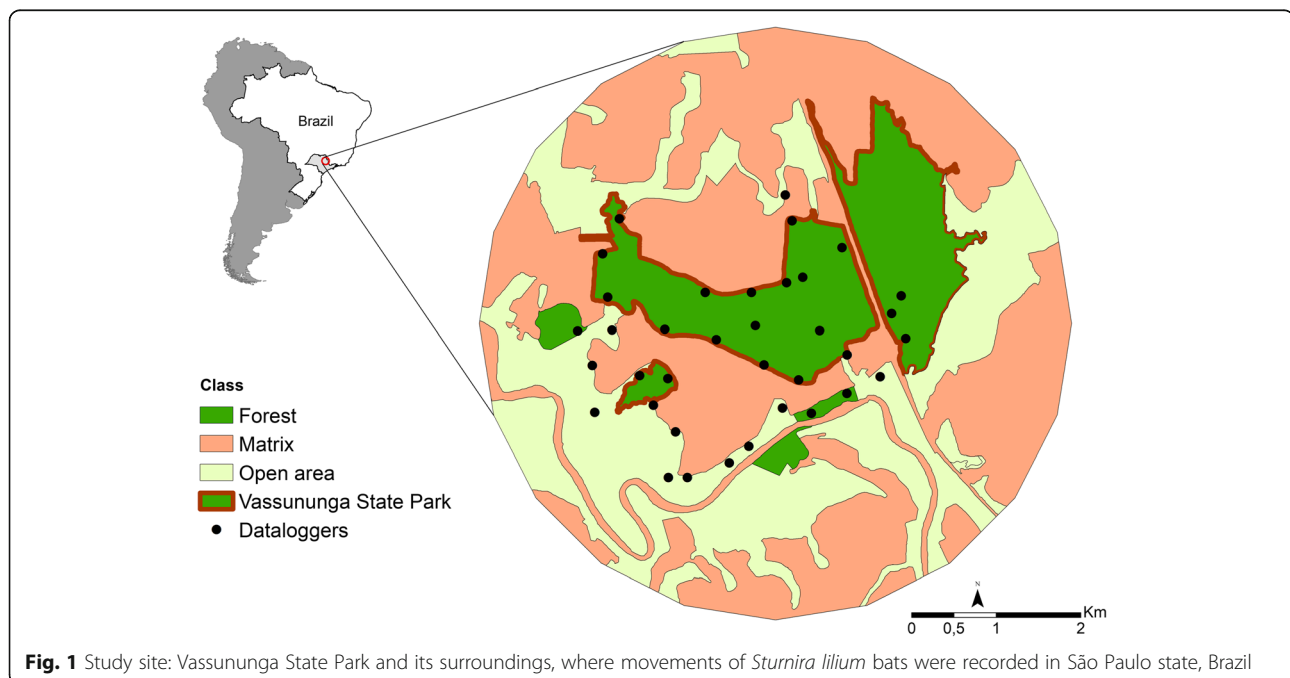 Brazil
Class
Forest
Matrix
Open area
Vassununga State Park
Dataloggers
N
Km
0 0,5 1 2
Fig. 1 Study site: Vassununga State Park and its surroundings, where movements of Sturnira lilium bats were recorded in São Paulo state, Brazil